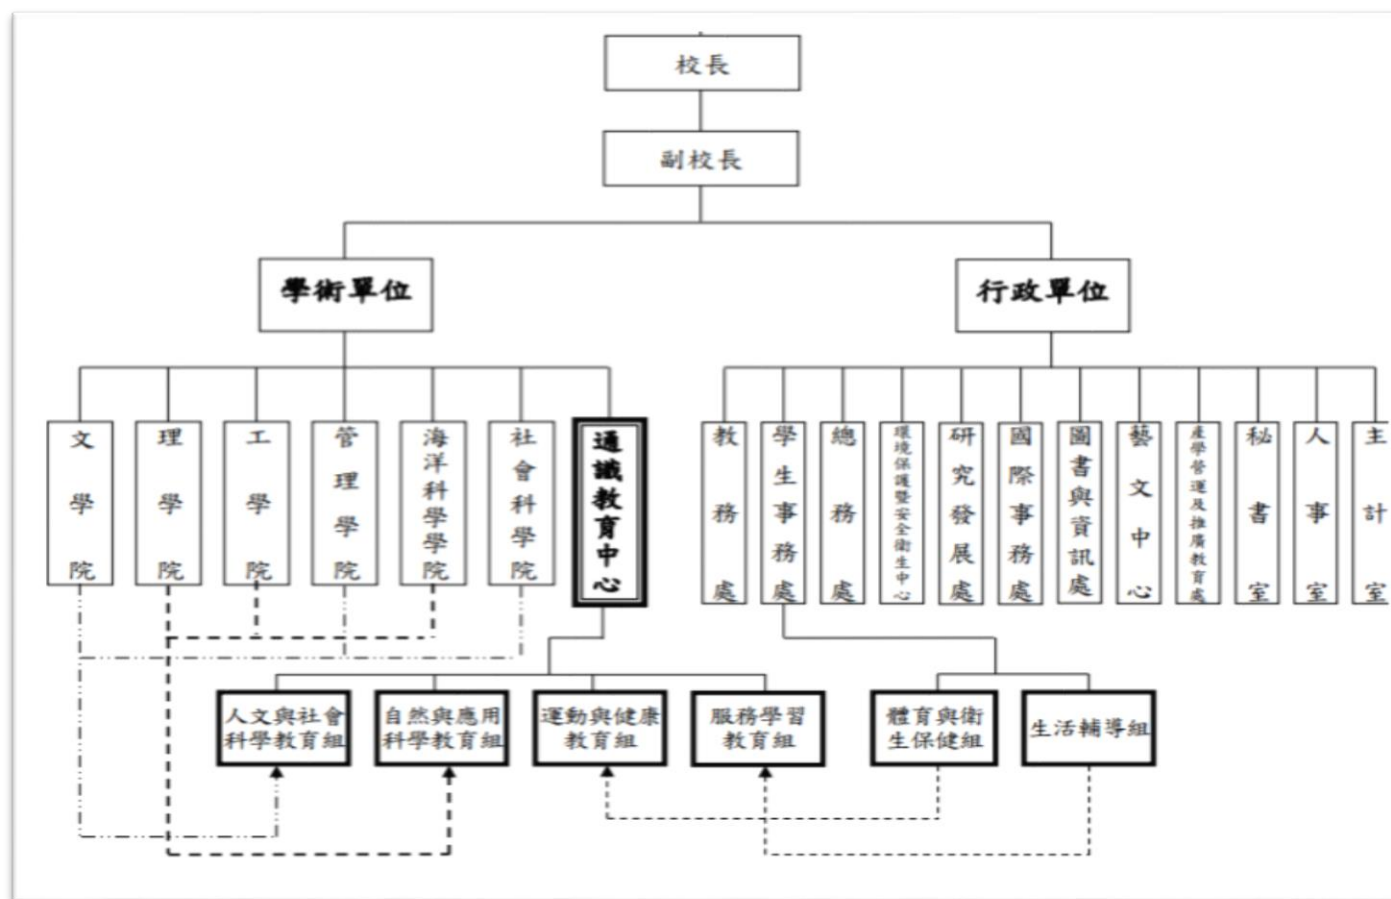 校長
副校長
學術單位
行政單位
文學院
理學院
工學院
管理學院
海洋科學學院
社會科學院
通識教育中心
教務處
學生事務處
總務處
環境保護暨安全衛生中心
研究發展處
國際事務處
圖書與資訊處
藝文中心
產學營運及推廣教育處
秘書室
人事室
主計室
人文與社會
科學教育組
自然與應用
科學教育組
運動與健康
教育組
服務學習
教育組
體育與衛
生保健組
生活輔導組